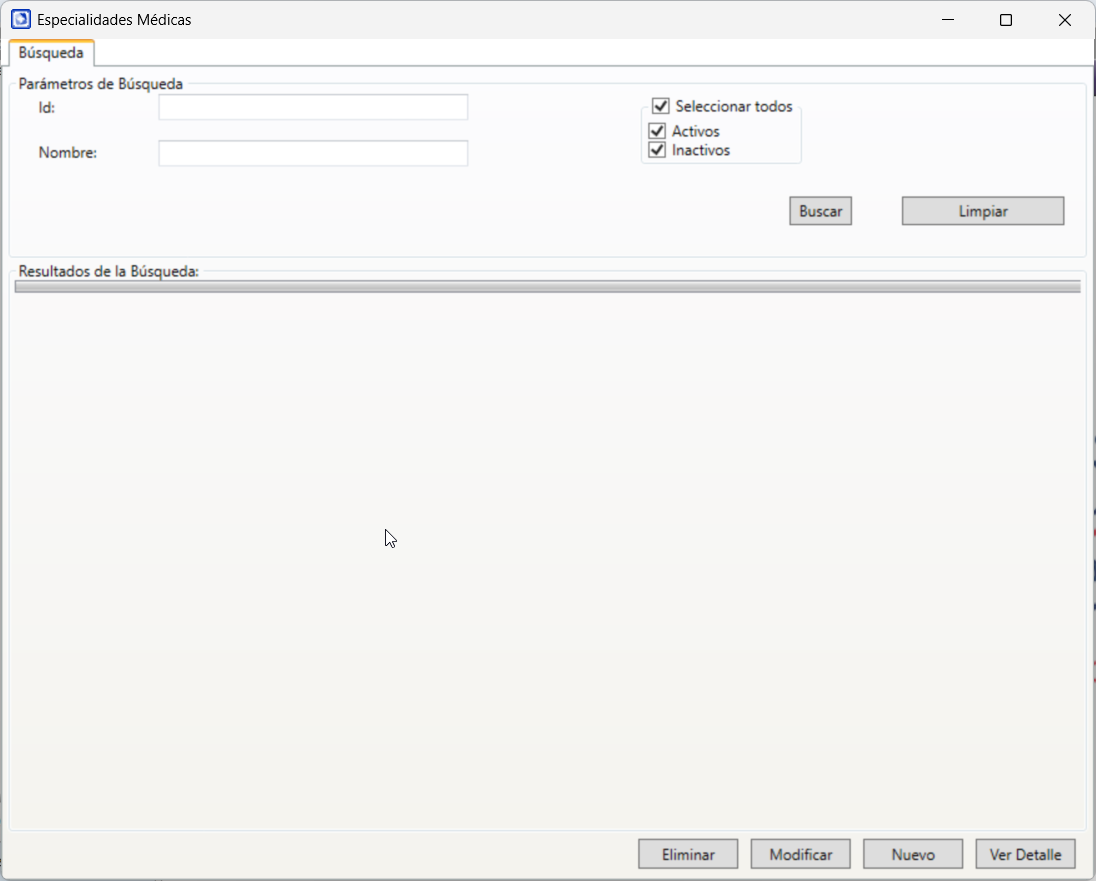 Especialidades Médicas
Búsqueda
Parámetros de Búsqueda
Id:
Seleccionar todos
Activos
Nombre:
Inactivos
Buscar
Limpiar
Resultados de la Búsqueda:
Eliminar
Modificar
Nuevo
Ver Detalle